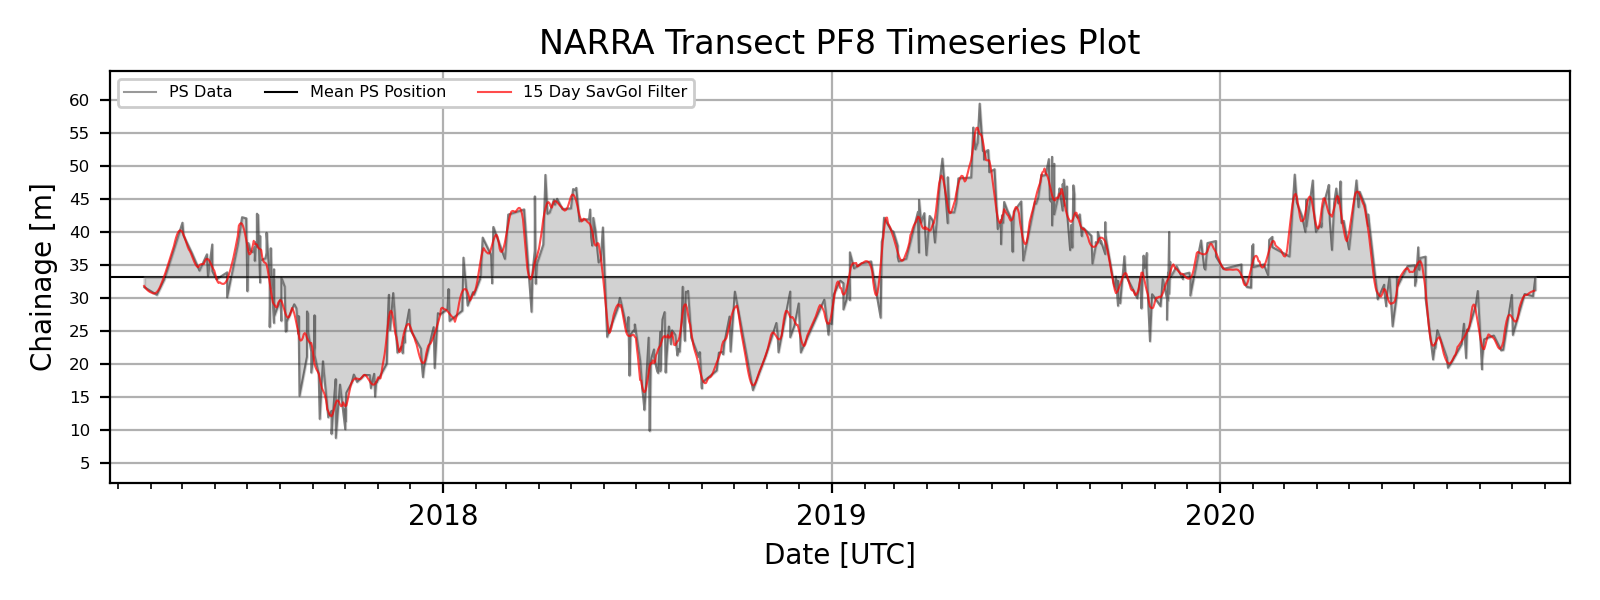 NARRA Transect PF8 Timeseries Plot
PS Data
Mean PS Position
15 Day SavGol Filter
Chainage [m]
60
55
50
45
40
35
30
25
20
15
10
5
2018
2019
2020
Date [UTC]